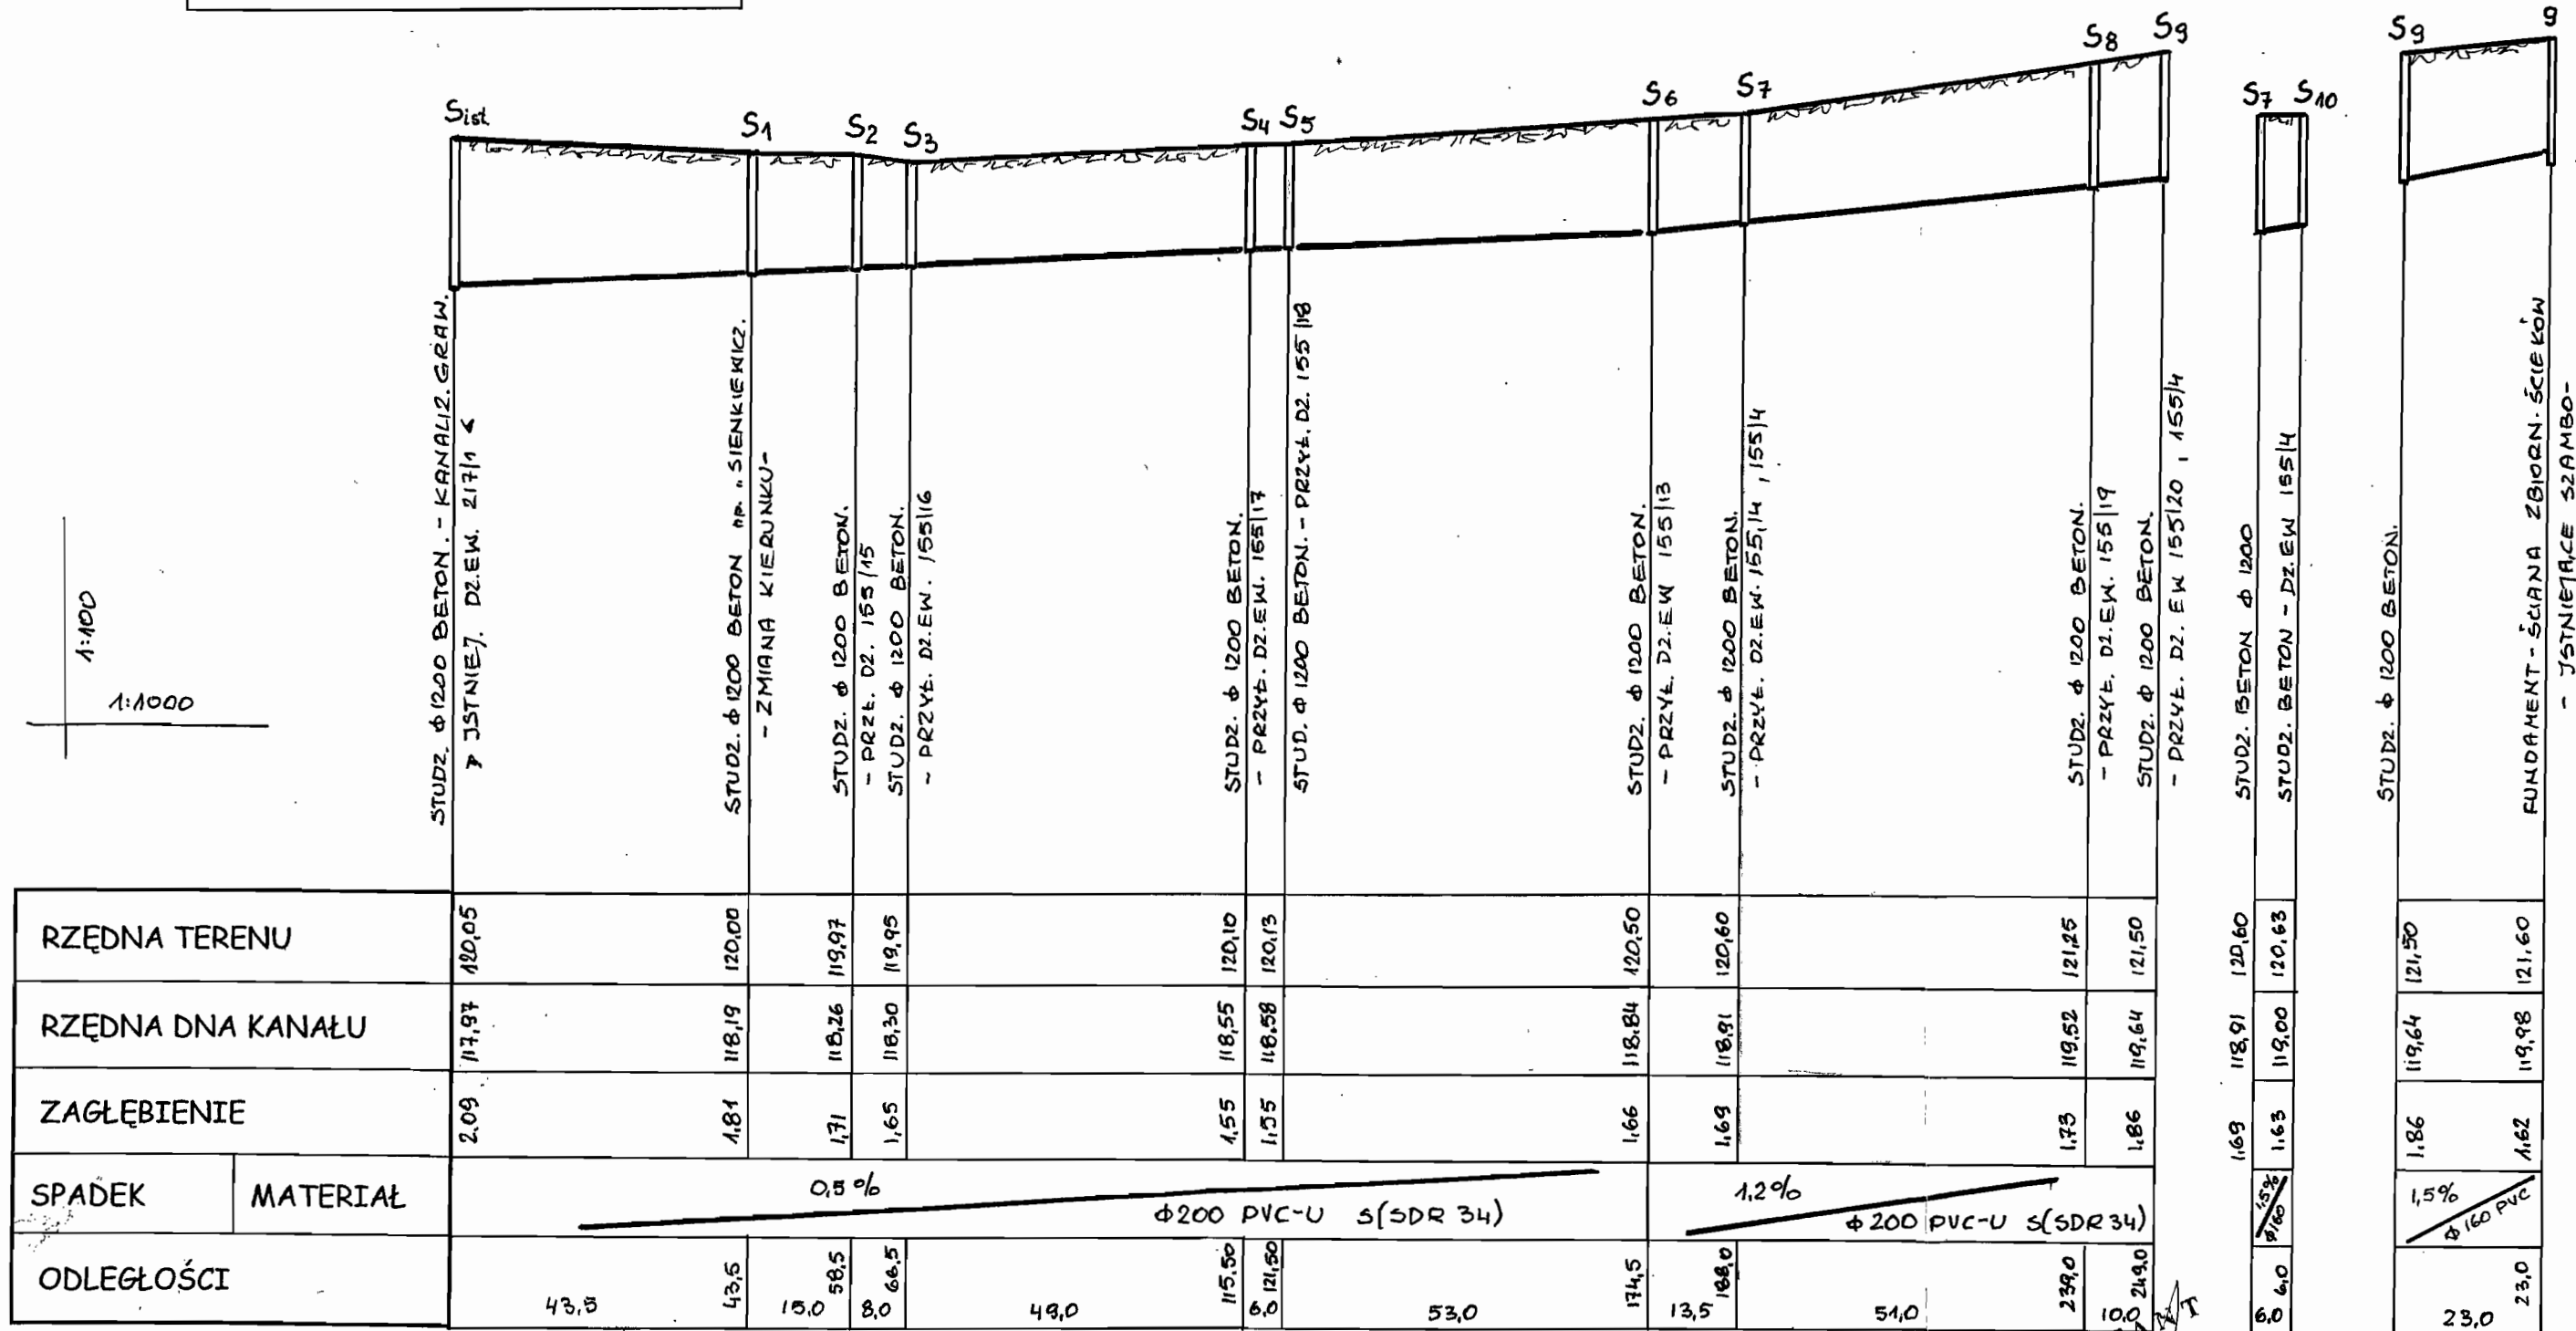 Sist. S1 S2 S3 S4 S5 S6 S7 S8 S9 S7 S10 S9 9
1:100
1:1000
STUDZ. φ1200 BETON. - KANALIZ. GRAW.
JSTNIEJ. DZ.EW. 217/1
STUDZ. φ1200 BETON np. „SIENKIEWICZ.
- ZMIANA KIERUNKU -
STUDZ. φ 1200 BETON.
- PRZŁ. DZ. 155/15
STUDZ. φ 1200 BETON.
- PRZYŁ. DZ.EW. 155/16
STUDZ. φ 1200 BETON.
- PRZYŁ. DZ.EW. 155/17
STUD. φ 1200 BETON. - PRZYŁ. DZ. 155/18
STUDZ. φ1200 BETON.
- PRZYŁ. DZ.EW 155/13
STUDZ. φ 1200 BETON.
- PRZYŁ. DZ.EW. 155/14, 155/4
STUDZ. φ 1200 BETON.
- PRZYŁ. DZ.EW. 155/19
STUDZ. φ 1200 BETON.
- PRZYŁ. DZ. EW 155/20, 155/4
STUDZ. BETON φ 1200
STUDZ. BETON - DZ.EW 155/4
STUDZ. φ 1200 BETON.
FUNDAMENT - ŚCIANA ZBIORN. ŚCIEKÓW
- JSTNIEJĄCE SZAMBO -
RZĘDNA TERENU 120,05 120,00 119,97 119,95 120,10 120,13 120,50 120,60 121,25 121,50 120,60 120,63 121,50 121,60
RZĘDNA DNA KANAŁU 117,97 118,19 118,26 118,30 118,55 118,58 118,84 118,91 119,52 119,64 118,91 119,00 119,64 119,98
ZAGŁĘBIENIE 2,09 1,81 1,71 1,65 1,55 1,55 1,66 1,69 1,73 1,86 1,69 1,63 1,86 1,62
SPADEK MATERIAŁ 0,5% φ200 PVC-U S(SDR 34) 1,2% φ200 PVC-U S(SDR 34) 1,5% φ160 1,5% φ160 PVC
ODLEGŁOŚCI 43,5 58,5 66,5 115,50 121,50 174,5 188,0 239,0 249,0 6,0 23,0
43,5 15,0 8,0 49,0 6,0 53,0 13,5 51,0 10,0 6,0 23,0